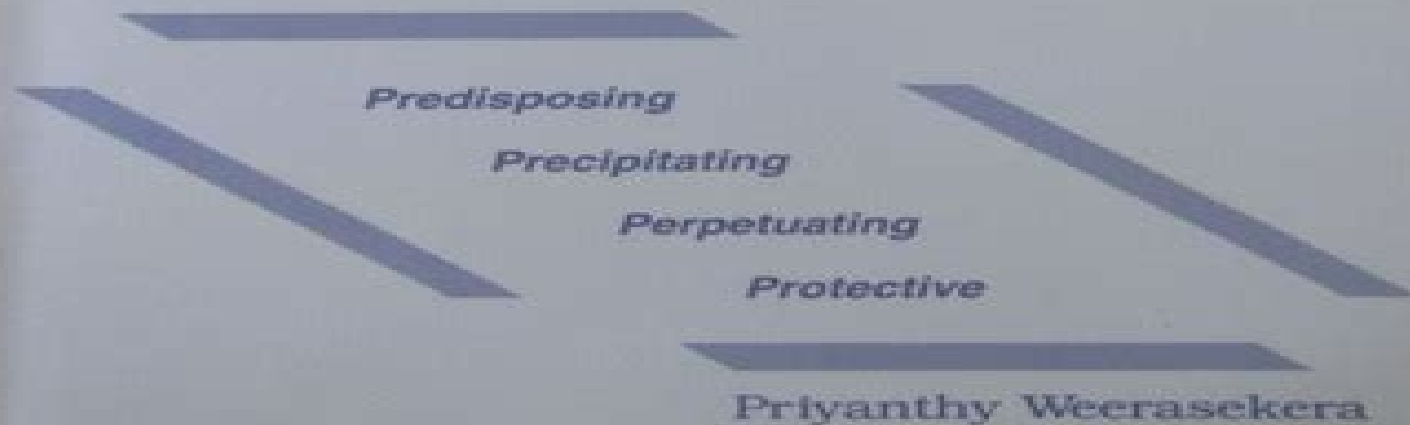 Predisposing
Precipitating
Perpetuating
Protective
Priyanthy Weerasekera